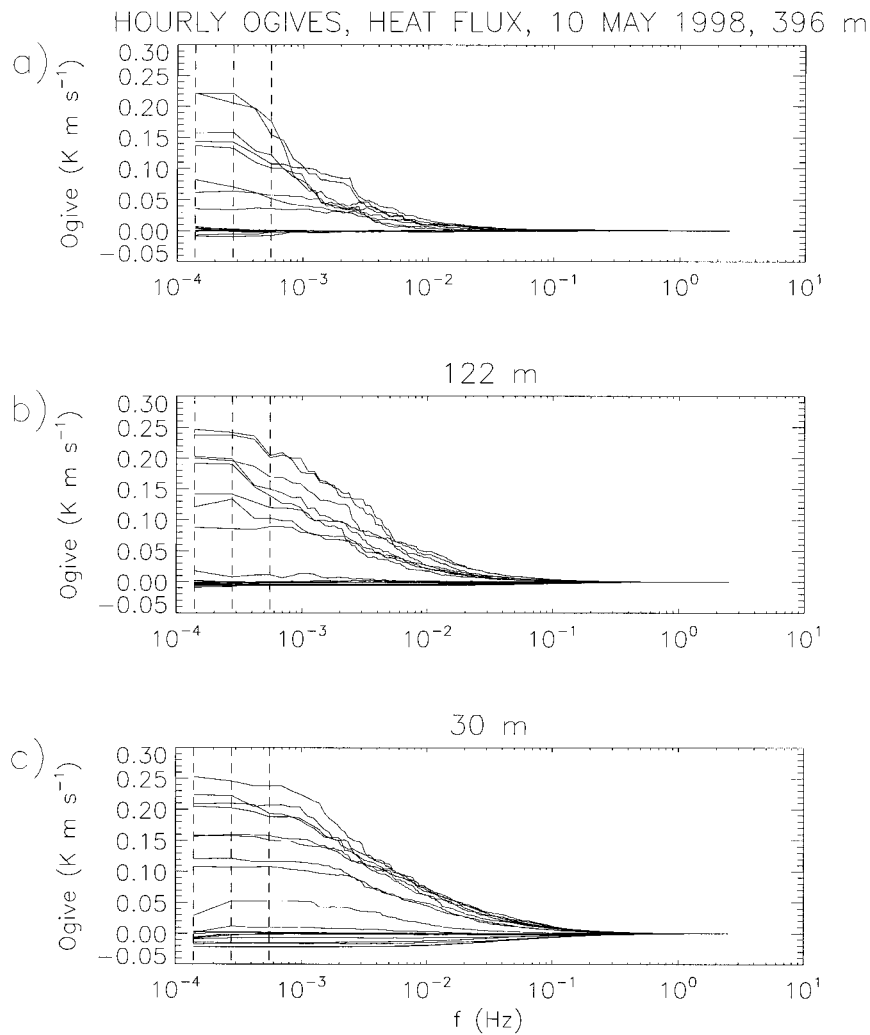 HOURLY OGIVES, HEAT FLUX, 10 MAY 1998, 396 m
a)
Ogive (K m s⁻¹)
0.30
0.25
0.20
0.15
0.10
0.05
0.00
−0.05
10⁻⁴ 10⁻³ 10⁻² 10⁻¹ 10⁰ 10¹
122 m
b)
Ogive (K m s⁻¹)
0.30
0.25
0.20
0.15
0.10
0.05
0.00
−0.05
10⁻⁴ 10⁻³ 10⁻² 10⁻¹ 10⁰ 10¹
30 m
c)
Ogive (K m s⁻¹)
0.30
0.25
0.20
0.15
0.10
0.05
0.00
−0.05
10⁻⁴ 10⁻³ 10⁻² 10⁻¹ 10⁰ 10¹
f (Hz)